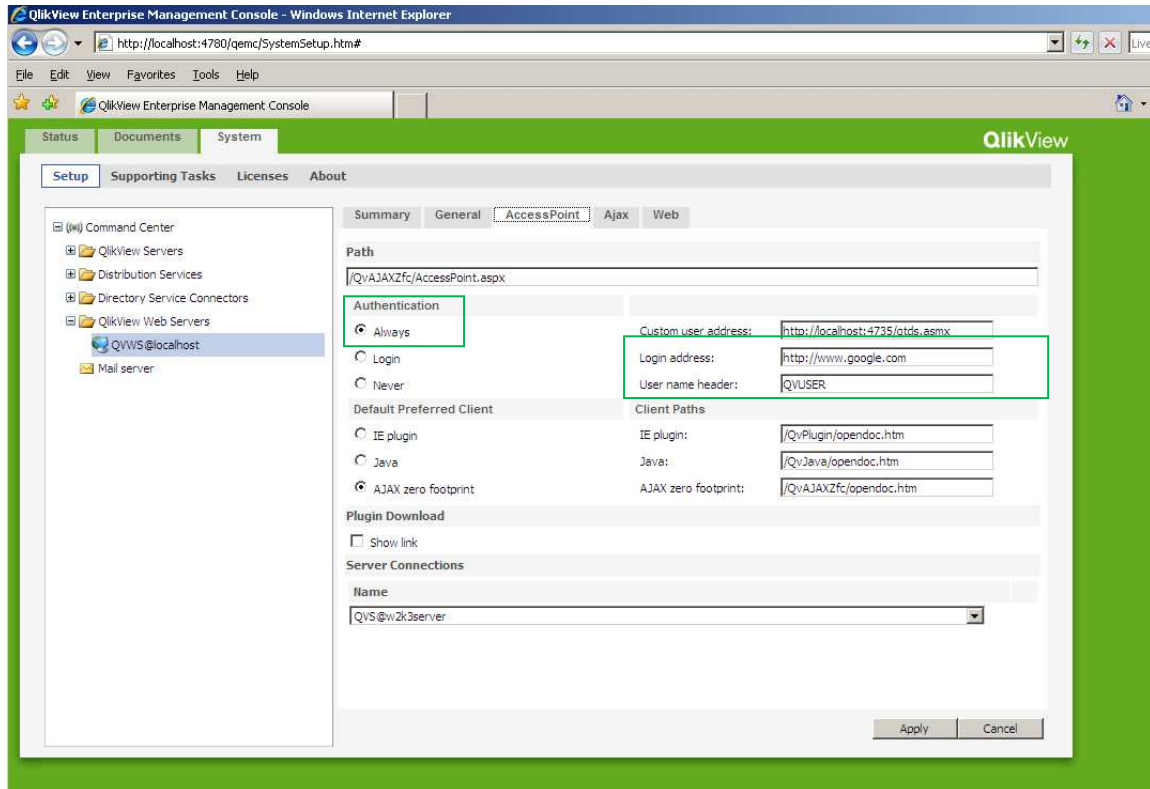 QlikView Enterprise Management Console - Windows Internet Explorer
http://localhost:4780/qemc/SystemSetup.htm#
Live
File Edit View Favorites Tools Help
QlikView Enterprise Management Console
Status Documents System
QlikView
Setup Supporting Tasks Licenses About
Summary General AccessPoint Ajax Web
Command Center
QlikView Servers
Distribution Services
Directory Service Connectors
QlikView Web Servers
QVWS@localhost
Mail server
Path
/QvAJAXZfc/AccessPoint.aspx
Authentication
Always
Custom user address: http://localhost:4735/qtds.asmx
Login
Login address: http://www.google.com
Never
User name header: QVUSER
Default Preferred Client
Client Paths
IE plugin
IE plugin: /QvPlugin/opendoc.htm
Java
Java: /QvJava/opendoc.htm
AJAX zero footprint
AJAX zero footprint: /QvAJAXZfc/opendoc.htm
Plugin Download
Show link
Server Connections
Name
QVS@w2k3server
Apply Cancel